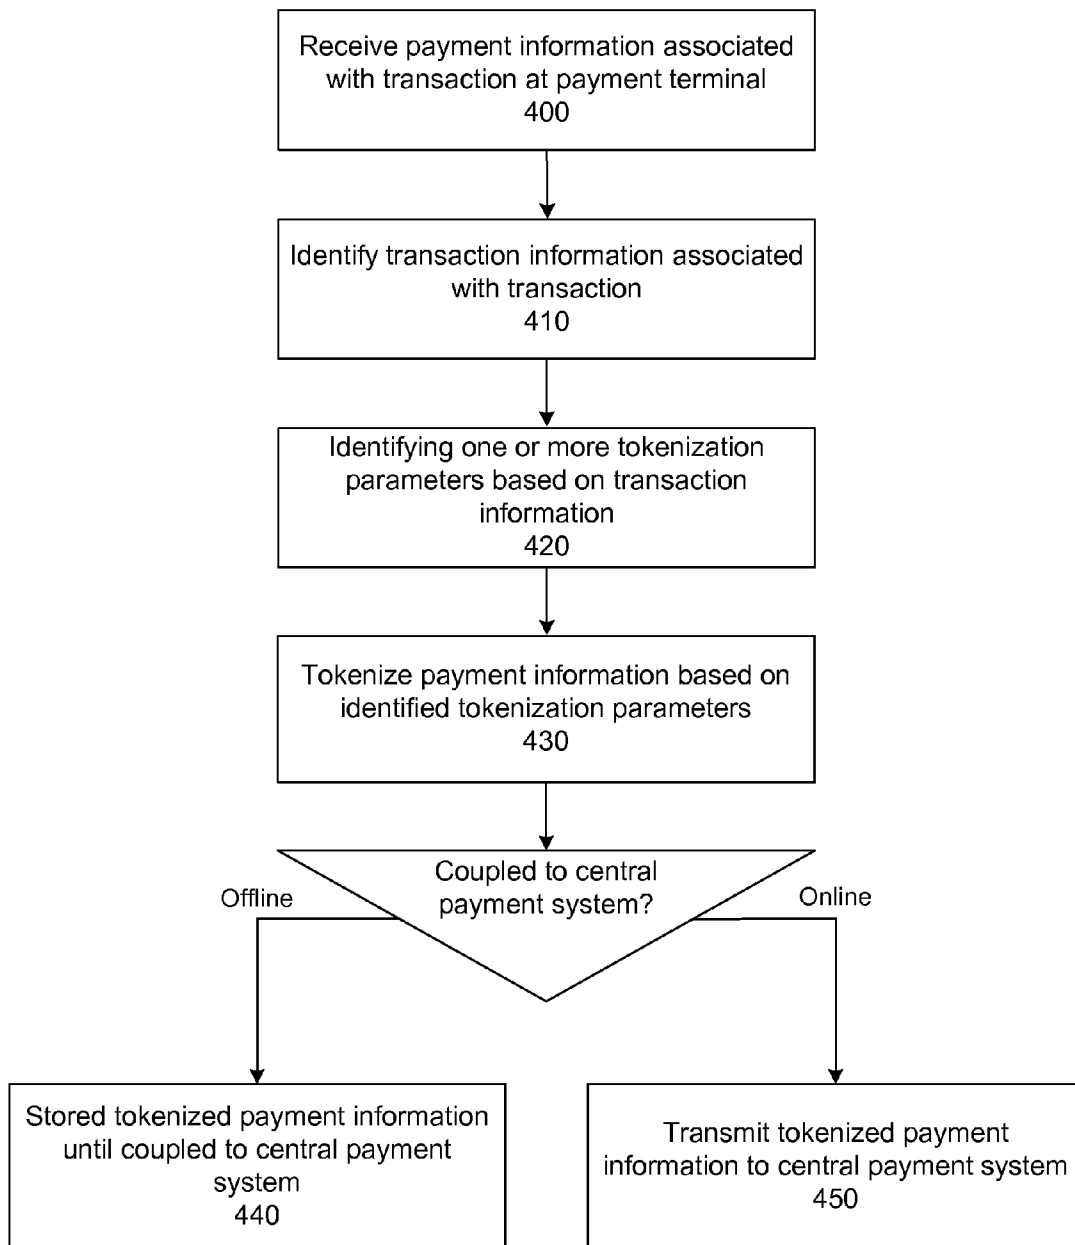 Receive payment information associated
with transaction at payment terminal
400
Identify transaction information associated
with transaction
410
Identifying one or more tokenization
parameters based on transaction
information
420
Tokenize payment information based on
identified tokenization parameters
430
Coupled to central
payment system?
Offline
Online
Stored tokenized payment information
until coupled to central payment
system
440
Transmit tokenized payment
information to central payment system
450